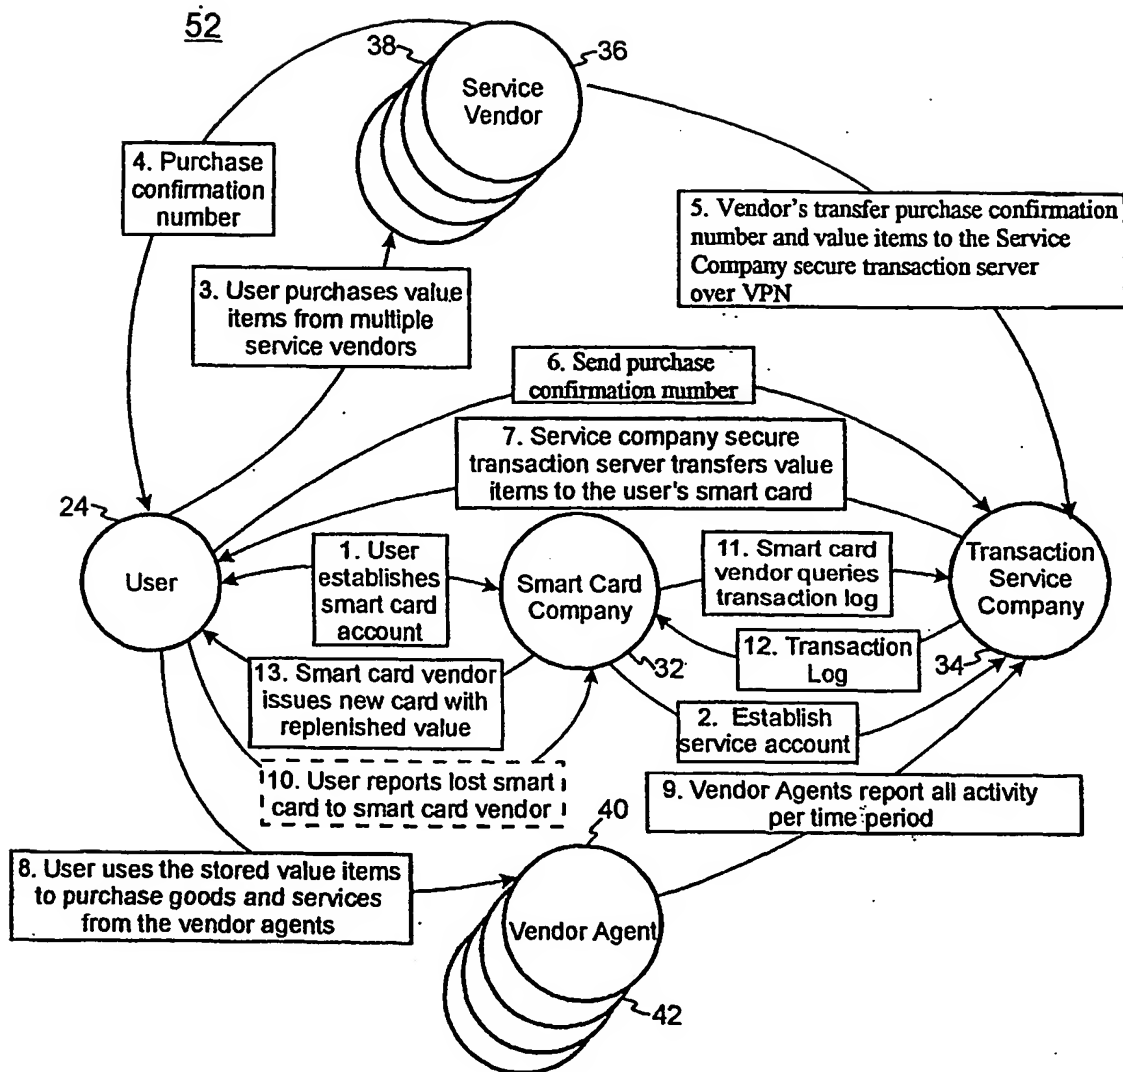 52
38
36
Service
Vendor
4. Purchase
confirmation
number
5. Vendor's transfer purchase confirmation
number and value items to the Service
Company secure transaction server
over VPN
3. User purchases value
items from multiple
service vendors
6. Send purchase
confirmation number
7. Service company secure
transaction server transfers value
items to the user's smart card
24
User
1. User
establishes
smart card
account
Smart Card
Company
11. Smart card
vendor queries
transaction log
Transaction
Service
Company
12. Transaction
Log
32
34
13. Smart card vendor
issues new card with
replenished value
2. Establish
service account
10. User reports lost smart
card to smart card vendor
9. Vendor Agents report all activity
per time period
40
8. User uses the stored value items
to purchase goods and services
from the vendor agents
Vendor Agent
42